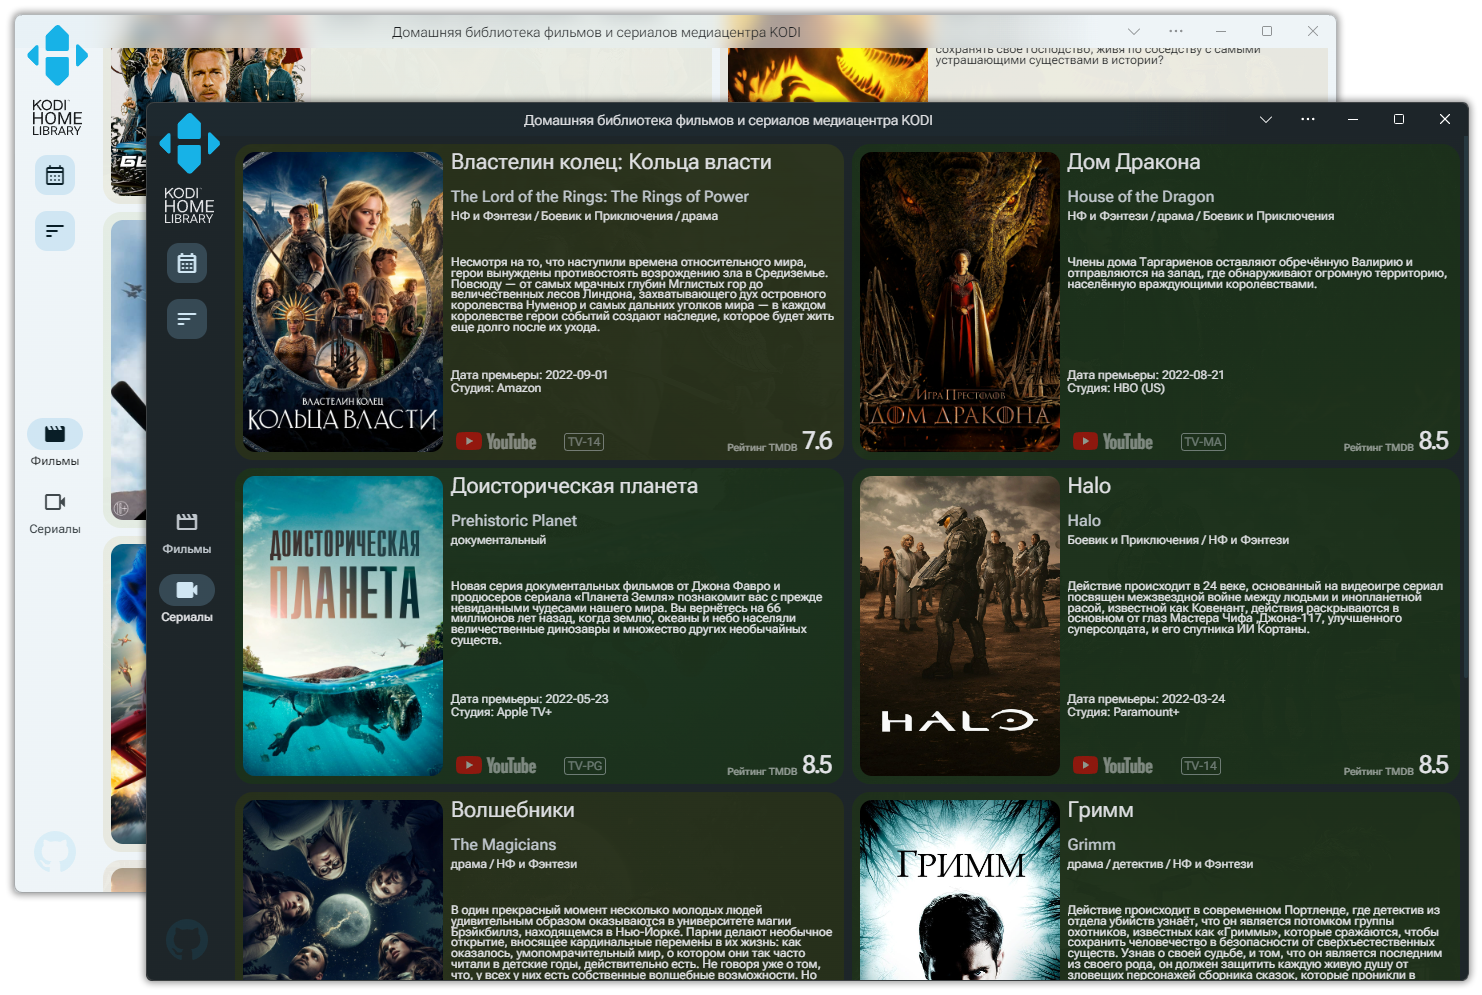 Домашняя библиотека фильмов и сериалов медиацентра KODI
KODI
HOME
LIBRARY
Фильмы
Сериалы
сохранять свое господство, живя по соседству с самыми
устрашающими существами в истории?
Домашняя библиотека фильмов и сериалов медиацентра KODI
KODI
HOME
LIBRARY
Фильмы
Сериалы
ВЛАСТЕЛИН КОЛЕЦ
КОЛЬЦА ВЛАСТИ
Властелин колец: Кольца власти
The Lord of the Rings: The Rings of Power
НФ и Фэнтези / Боевик и Приключения / драма
Несмотря на то, что наступили времена относительного мира,
герои вынуждены противостоять возрождению зла в Средиземье.
Повсюду — от самых мрачных глубин Мглистых гор до
величественных лесов Линдона, захватывающего дух островного
королевства Нуменор и самых дальних уголков мира — в каждом
королевстве герои событий создают наследие, которое будет жить
еще долго после их ухода.
Дата премьеры: 2022-09-01
Студия: Amazon
YouTube
TV-14
Рейтинг TMDB 7.6
ИГРА ПРЕСТОЛОВ
ДОМ ДРАКОНА
Дом Дракона
House of the Dragon
НФ и Фэнтези / драма / Боевик и Приключения
Члены дома Таргариенов оставляют обречённую Валирию и
отправляются на запад, где обнаруживают огромную территорию,
населённую враждующими королевствами.
Дата премьеры: 2022-08-21
Студия: HBO (US)
YouTube
TV-MA
Рейтинг TMDB 8.5
ДОИСТОРИЧЕСКАЯ
ПЛАНЕТА
Доисторическая планета
Prehistoric Planet
документальный
Новая серия документальных фильмов от Джона Фавро и
продюсеров сериала «Планета Земля» познакомит вас с прежде
невиданными чудесами нашего мира. Вы вернётесь на 66
миллионов лет назад, когда землю, океаны и небо населяли
величественные динозавры и множество других необычайных
существ.
Дата премьеры: 2022-05-23
Студия: Apple TV+
YouTube
TV-PG
Рейтинг TMDB 8.5
HALO
Halo
Halo
Боевик и Приключения / НФ и Фэнтези
Действие происходит в 24 веке, основанный на видеоигре сериал
посвящен межзвездной войне между людьми и инопланетной
расой, известной как Ковенант, действия раскрываются в
основном от глаз Мастера Чифа ,Джона-117, улучшенного
суперсолдата, и его спутника ИИ Кортаны.
Дата премьеры: 2022-03-24
Студия: Paramount+
YouTube
TV-14
Рейтинг TMDB 8.5
Волшебники
The Magicians
драма / НФ и Фэнтези
В один прекрасный момент несколько молодых людей
удивительным образом оказываются в университете магии
Брэйкбиллз, находящемся в Нью-Йорке. Парни делают необычное
открытие, вносящее кардинальные перемены в их жизнь: как
оказалось, умопомрачительный мир, о котором они так часто
читали в детские годы, действительно есть. Не говоря уже о том,
что, у всех у них есть собственные волшебные возможности. Но
ГРИММ
Гримм
Grimm
драма / детектив / НФ и Фэнтези
Действие происходит в современном Портленде, где детектив из
отдела убийств узнаёт, что он является потомком группы
охотников, известных как «Гриммы», которые сражаются, чтобы
сохранить человечество в безопасности от сверхъестественных
существ. Узнав о своей судьбе, и том, что он является последним
из своего рода, он должен защитить каждую живую душу от
зловещих персонажей сборника сказок, которые проникли в